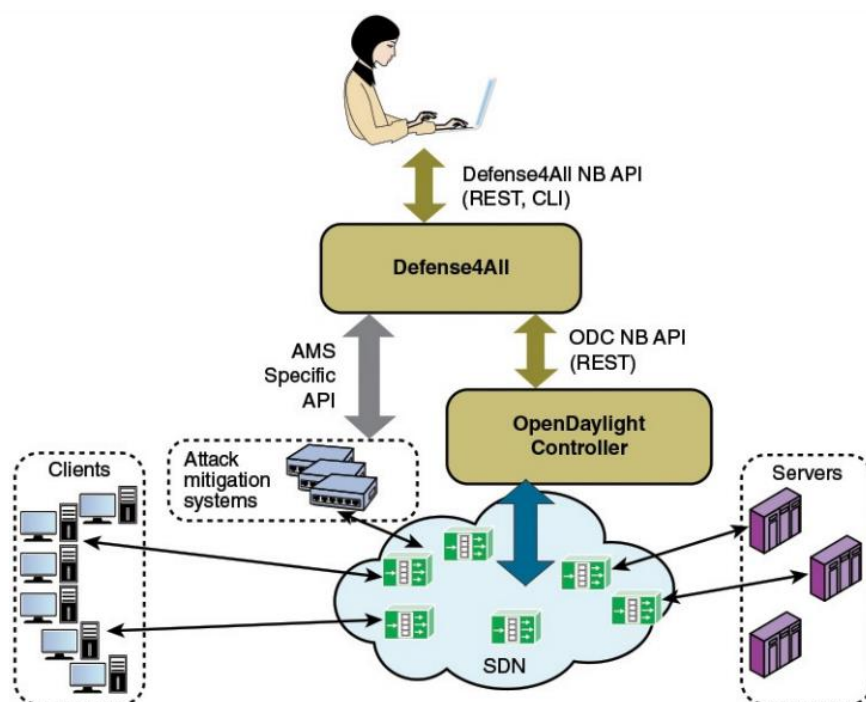 Defense4All NB API
(REST, CLI)
Defense4All
AMS
Specific
API
ODC NB API
(REST)
OpenDaylight
Controller
Clients
Attack
mitigation
systems
Servers
SDN